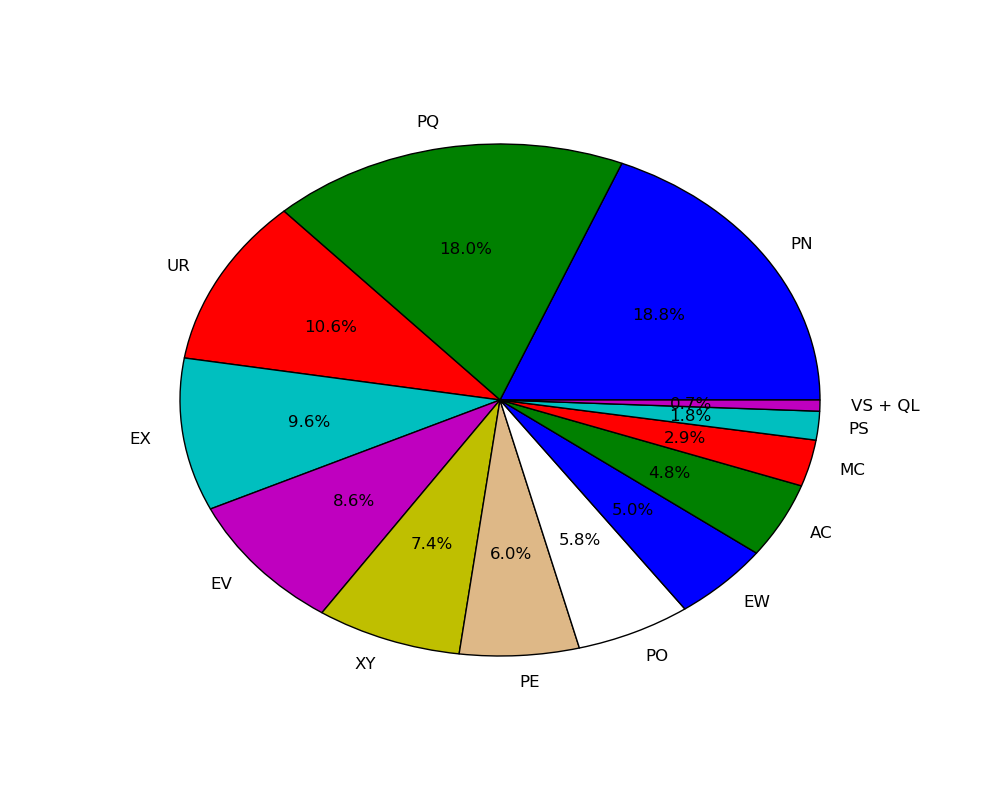 PQ
PN
UR
18.0%
18.8%
10.6%
0.7%
VS + QL
1.8%
PS
9.6%
EX
2.9%
MC
4.8%
8.6%
5.0%
AC
7.4%
5.8%
6.0%
EV
EW
PO
XY
PE